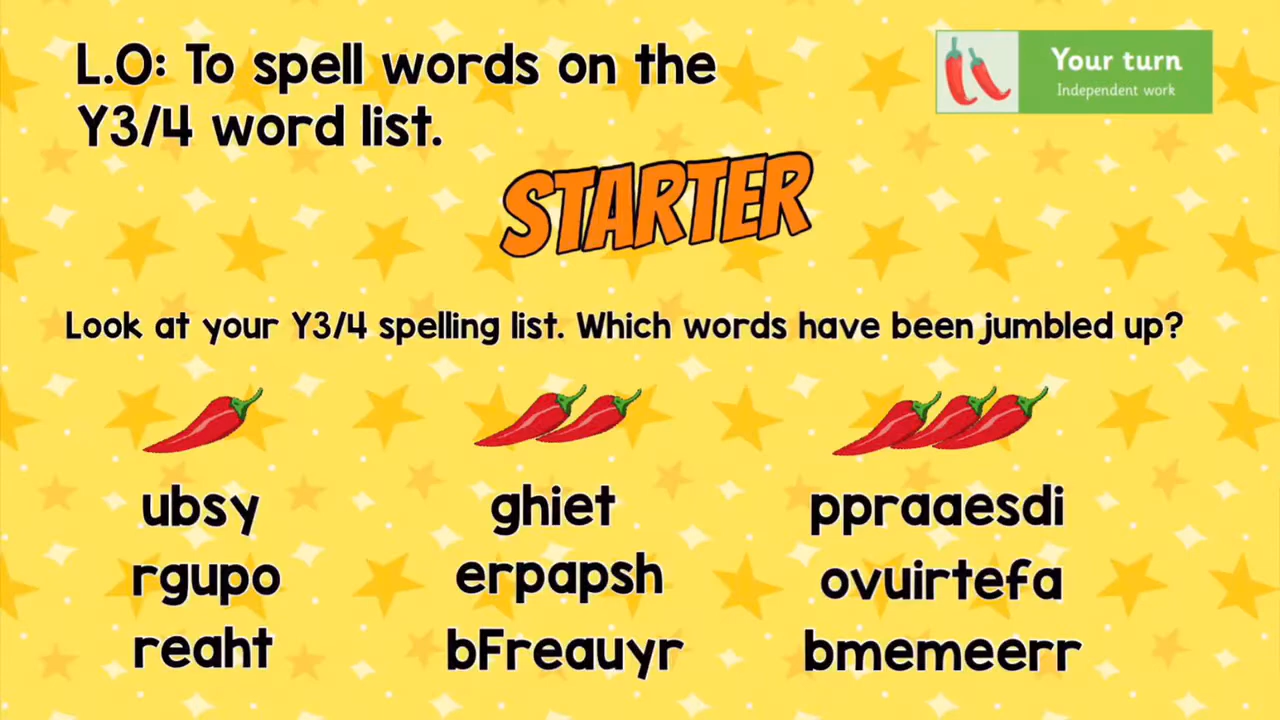 L.O: To spell words on the
Y3/4 word list.
Your turn
Independent work
STARTER
Look at your Y3/4 spelling list. Which words have been jumbled up?
ubsy
ghiet
ppraaesdi
rgupo
erpapsh
ovuirtefa
reaht
bFreauyr
bmemeerr